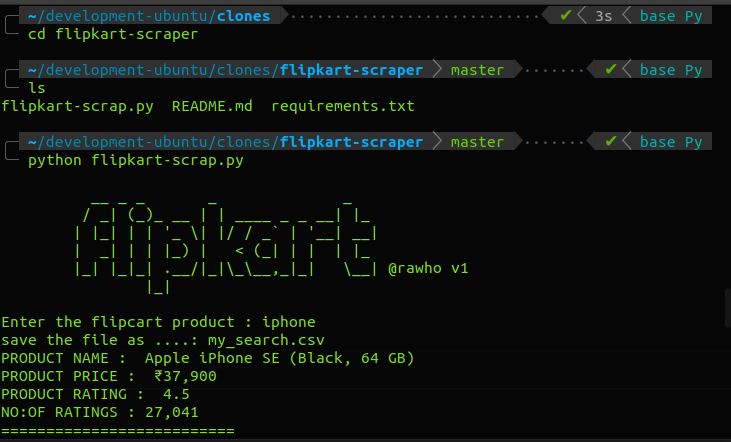 ~/development-ubuntu/clones ✔ 3s base Py
cd flipkart-scraper
~/development-ubuntu/clones/flipkart-scraper master ✔ base Py
ls
flipkart-scrap.py README.md requirements.txt
~/development-ubuntu/clones/flipkart-scraper master ✔ base Py
python flipkart-scrap.py
flipkart
@rawho v1
Enter the flipcart product : iphone
save the file as ....: my_search.csv
PRODUCT NAME : Apple iPhone SE (Black, 64 GB)
PRODUCT PRICE : ₹37,900
PRODUCT RATING : 4.5
NO:OF RATINGS : 27,041
==========================